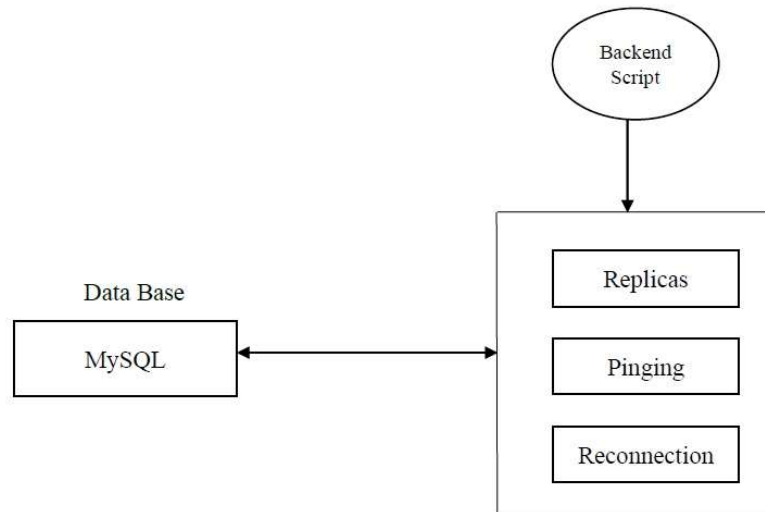 Backend
Script
Data Base
MySQL
Replicas
Pinging
Reconnection